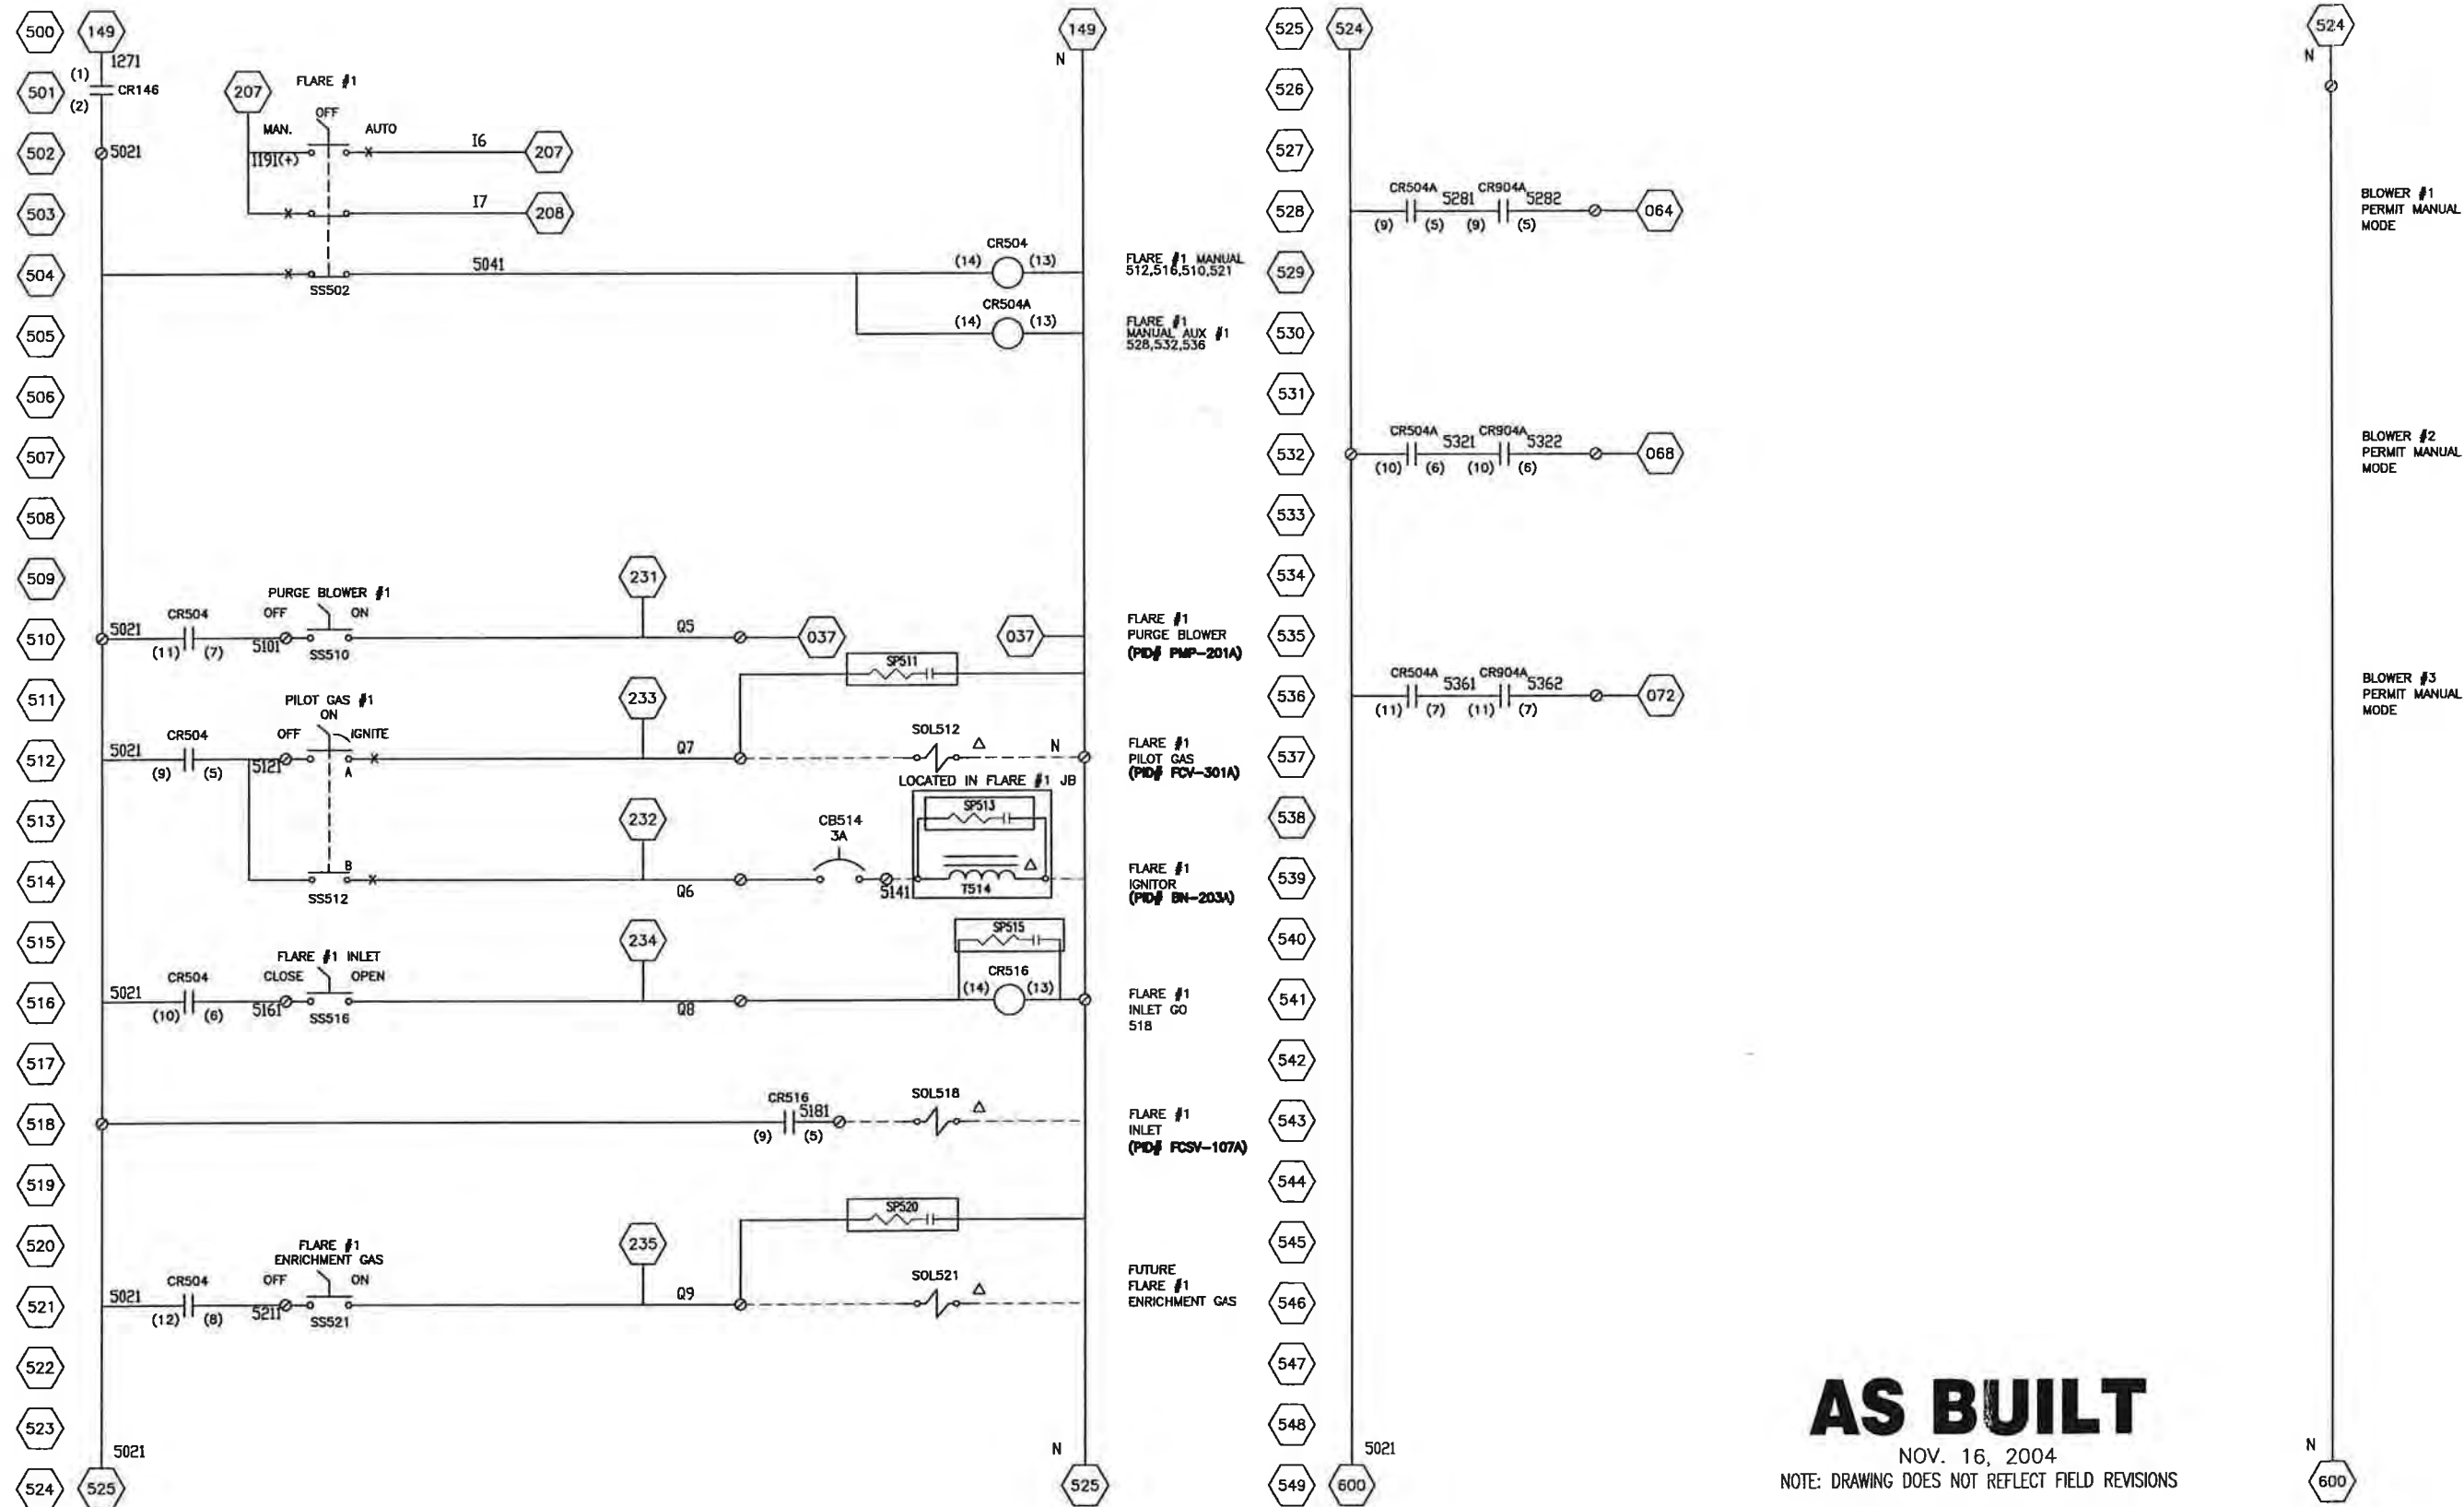 500 149 149
1271 N
501 (1) (2) CR146 207 FLARE #1
OFF
MAN. AUTO
502 5021 1191(+) I6 207
503 I7 208
504 SS502 5041 (14) CR504 (13) FLARE #1 MANUAL
512,516,510,521
505 (14) CR504A (13) FLARE #1
MANUAL AUX #1
528,532,536
506
507
508
509 231
PURGE BLOWER #1
OFF ON
510 5021 CR504 (11) (7) 5101 SS510 Q5 037 037 FLARE #1
PURGE BLOWER
(PID# PMP-201A)
SP511
511 233
PILOT GAS #1
ON
OFF IGNITE
512 5021 CR504 (9) (5) 5121 A Q7 SOL512 N FLARE #1
PILOT GAS
(PID# FCV-301A)
LOCATED IN FLARE #1 JB
513 232 CB514
3A
SP513
514 B SS512 Q6 5141 T514 FLARE #1
IGNITOR
(PID# BN-203A)
515 234 SP515
FLARE #1 INLET
CLOSE OPEN
516 5021 CR504 (10) (6) 5161 SS516 Q8 (14) CR516 (13) FLARE #1
INLET GO
518
517
518 CR516 (9) (5) 5181 SOL518 FLARE #1
INLET
(PID# FCSV-107A)
519
SP520
520 235
FLARE #1
ENRICHMENT GAS
OFF ON
521 5021 CR504 (12) (8) 5211 SS521 Q9 SOL521 FUTURE
FLARE #1
ENRICHMENT GAS
522
523
5021 N
524 525 525
525 524 524
N
526
527
528 CR504A (9) (5) 5281 CR904A (9) (5) 5282 064 BLOWER #1
PERMIT MANUAL
MODE
529
530
531
532 CR504A (10) (6) 5321 CR904A (10) (6) 5322 068 BLOWER #2
PERMIT MANUAL
MODE
533
534
535
536 CR504A (11) (7) 5361 CR904A (11) (7) 5362 072 BLOWER #3
PERMIT MANUAL
MODE
537
538
539
540
541
542
543
544
545
546
547
548
5021 N
549 600 600
AS BUILT
NOV. 16, 2004
NOTE: DRAWING DOES NOT REFLECT FIELD REVISIONS